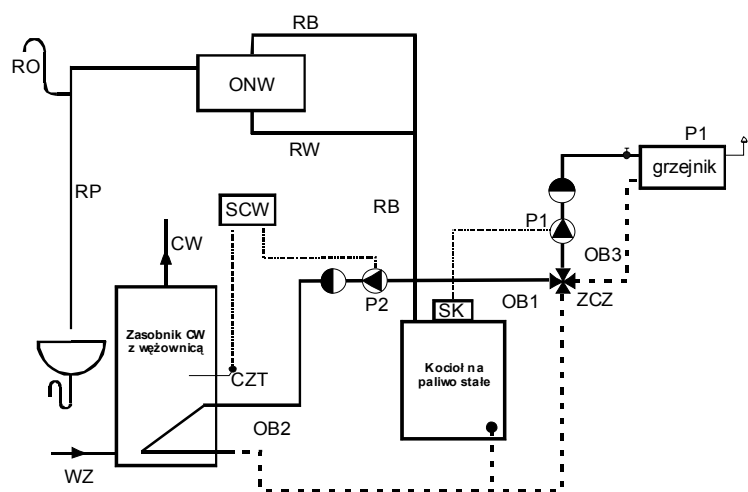 RB
RO
ONW
P1
grzejnik
RW
RP
RB
SCW
P1
CW
OB3
P2
OB1
ZCZ
SK
Zasobnik CW
z wężownicą
Kocioł na
paliwo stałe
CZT
OB2
WZ